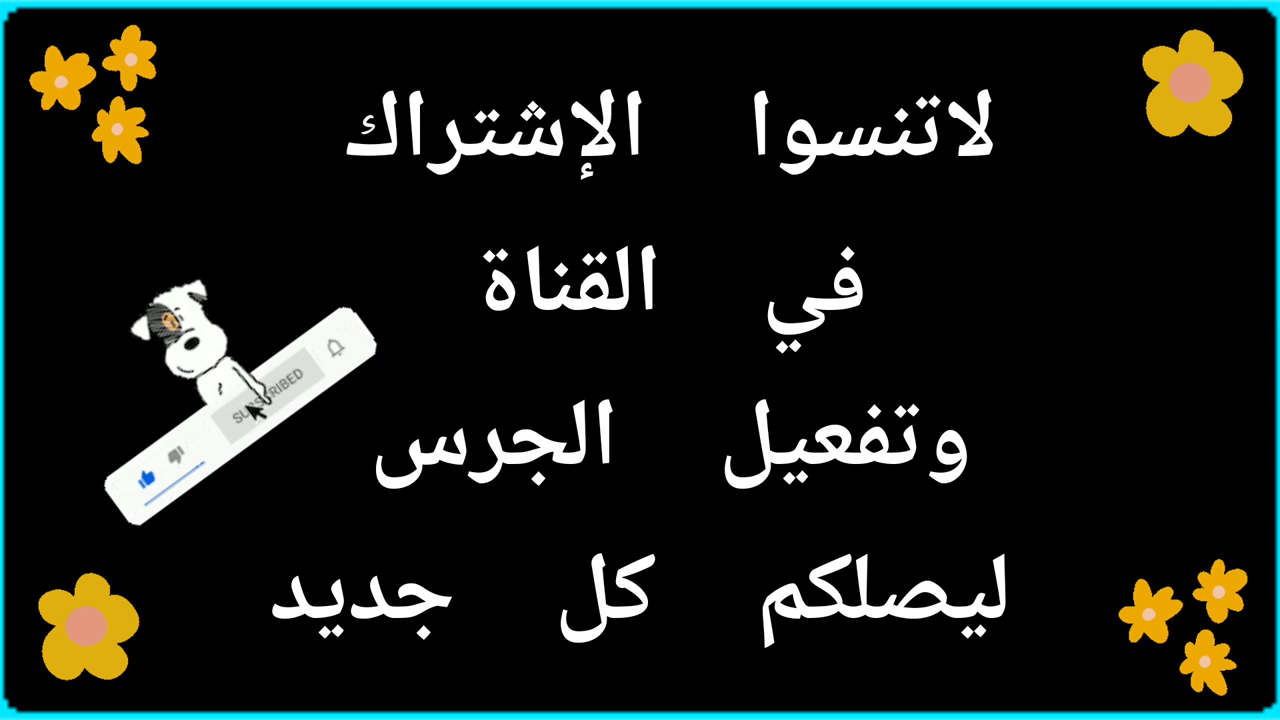 لاتنسوا الإشتراك
في القناة
وتفعيل الجرس
ليصلكم كل جديد
SUBSCRIBED